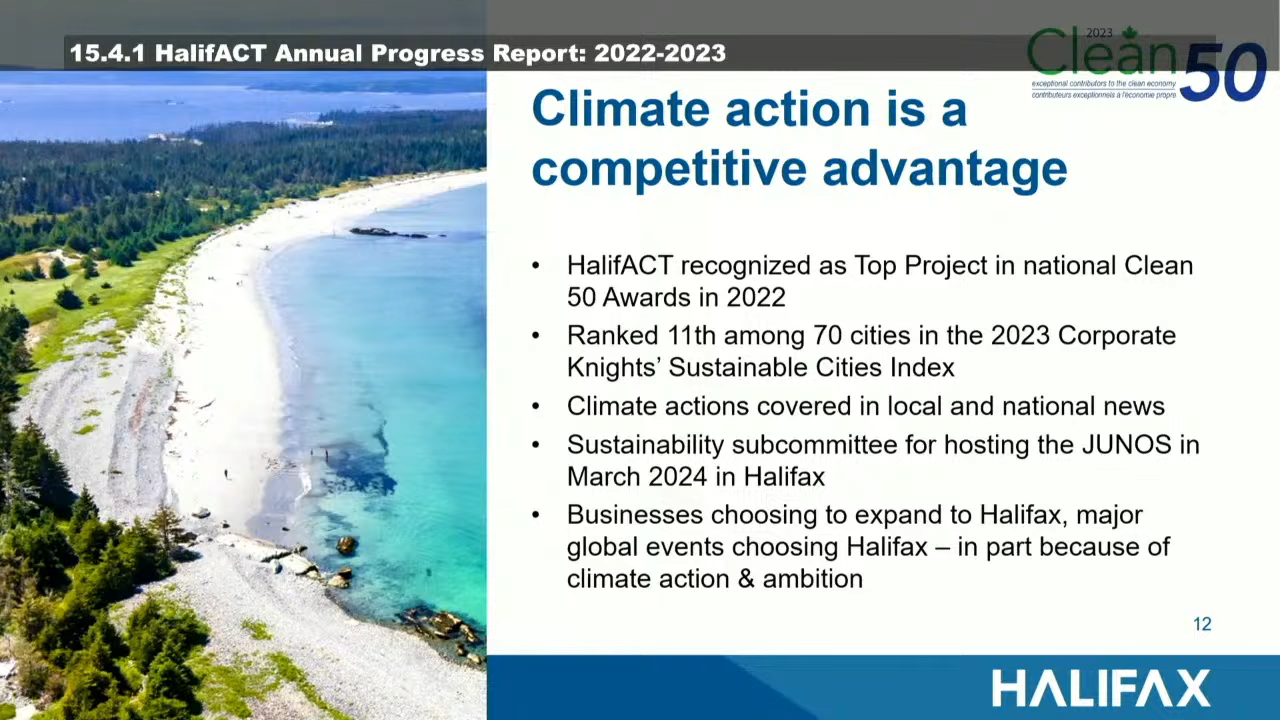 15.4.1 HalifACT Annual Progress Report: 2022-2023
2023
Clean50
exceptional contributors to the clean economy
contributeurs exceptionnels à l'économie propre
Climate action is a
competitive advantage
• HalifACT recognized as Top Project in national Clean
50 Awards in 2022
• Ranked 11th among 70 cities in the 2023 Corporate
Knights’ Sustainable Cities Index
• Climate actions covered in local and national news
• Sustainability subcommittee for hosting the JUNOS in
March 2024 in Halifax
• Businesses choosing to expand to Halifax, major
global events choosing Halifax – in part because of
climate action & ambition
12
HALIFAX